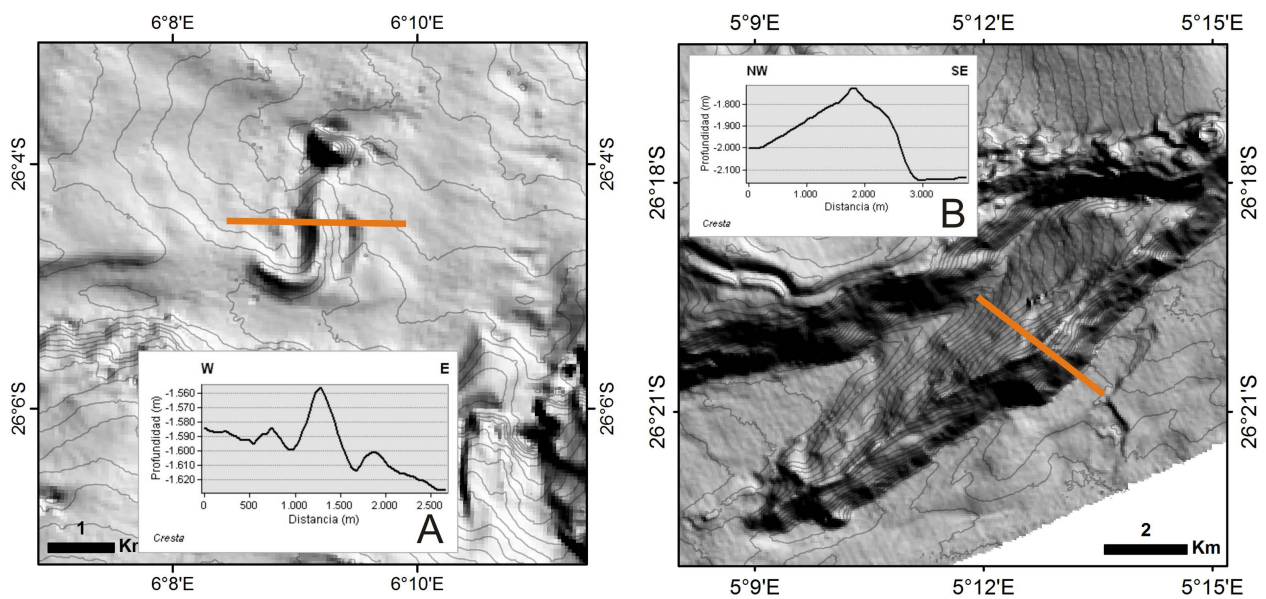 6°8'E 6°10'E
26°4'S
26°6'S
W E
-1.560
-1.570
-1.580
-1.590
-1.600
-1.610
-1.620
Profundidad (m)
0 500 1.000 1.500 2.000 2.500
Distancia (m)
Cresta
A
1
Km
6°8'E 6°10'E
26°4'S
26°6'S
5°9'E 5°12'E 5°15'E
NW SE
-1.800
-1.900
-2.000
-2.100
Profundidad (m)
0 1.000 2.000 3.000
Distancia (m)
Cresta
B
26°18'S
26°21'S
26°18'S
26°21'S
2
Km
5°9'E 5°12'E 5°15'E